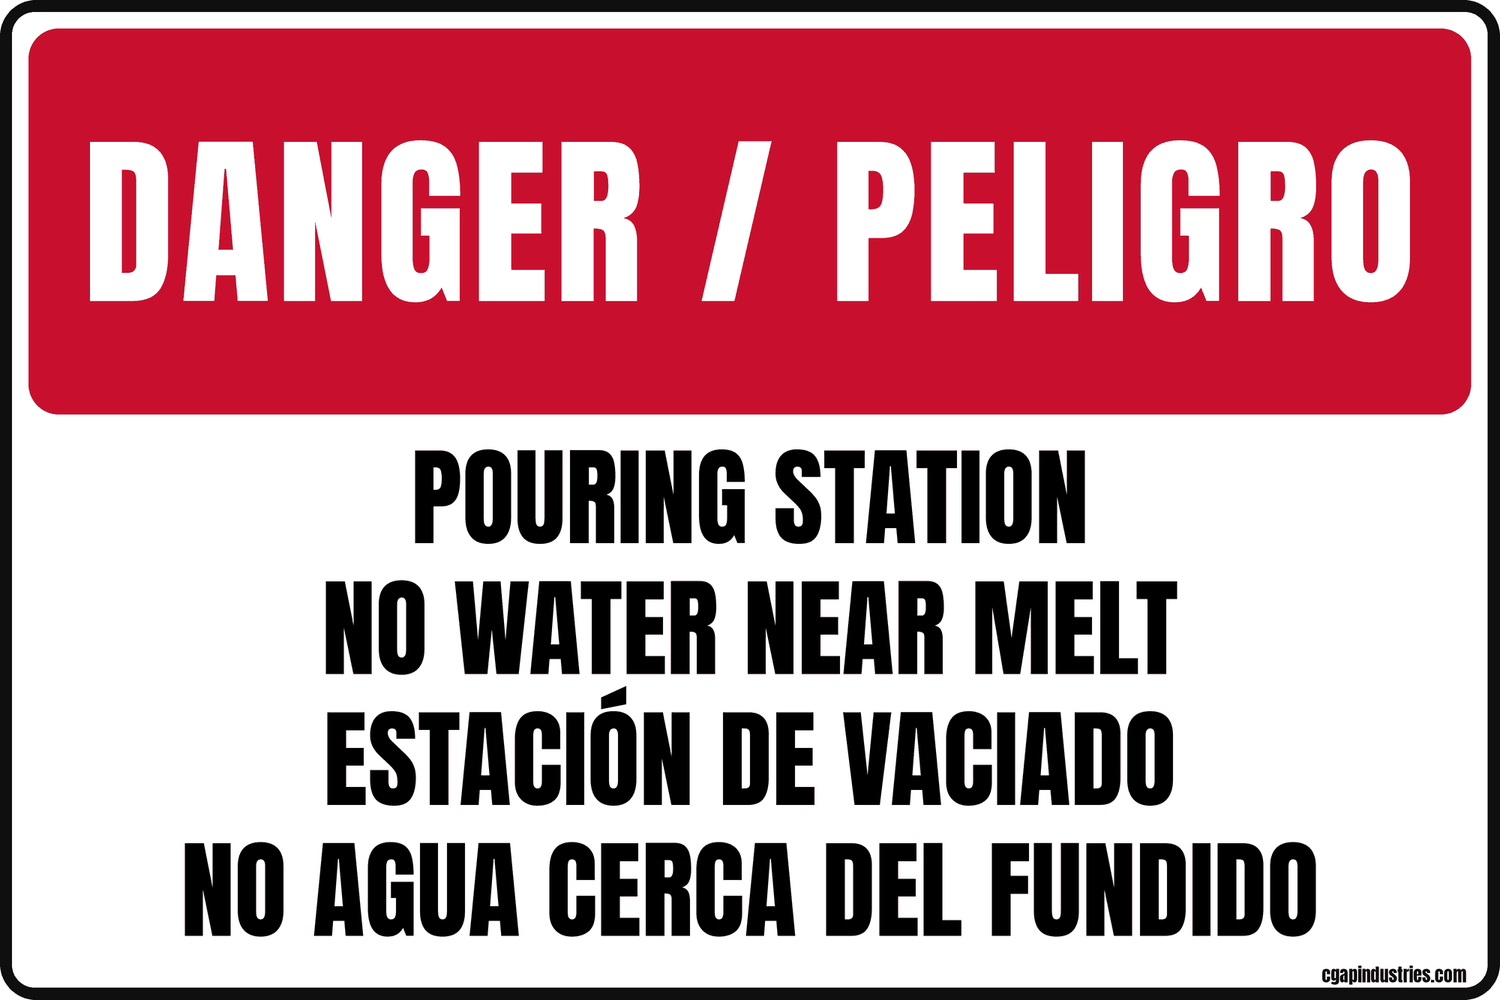 DANGER / PELIGRO
POURING STATION
NO WATER NEAR MELT
ESTACIÓN DE VACIADO
NO AGUA CERCA DEL FUNDIDO
cgapindustries.com